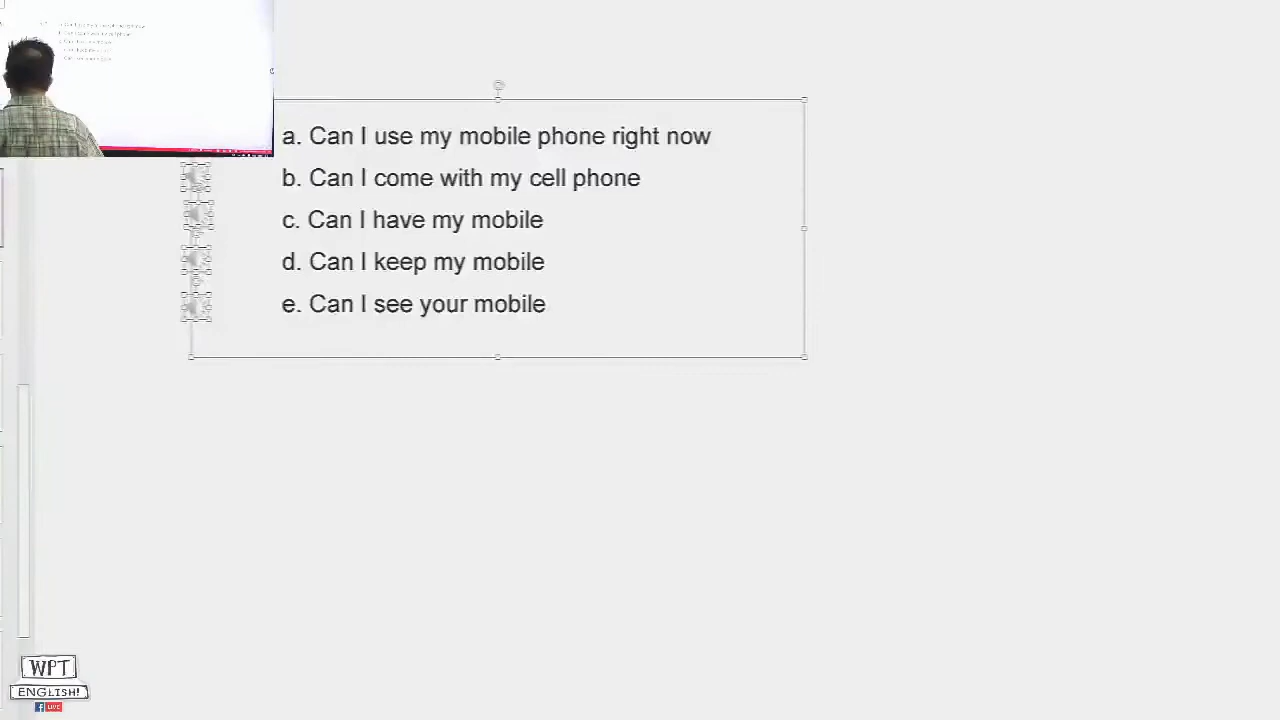 a. Can I use my mobile phone right now
b. Can I come with my cell phone
c. Can I have my mobile
d. Can I keep my mobile
e. Can I see your mobile
WPT
ENGLISH!
f LIVE